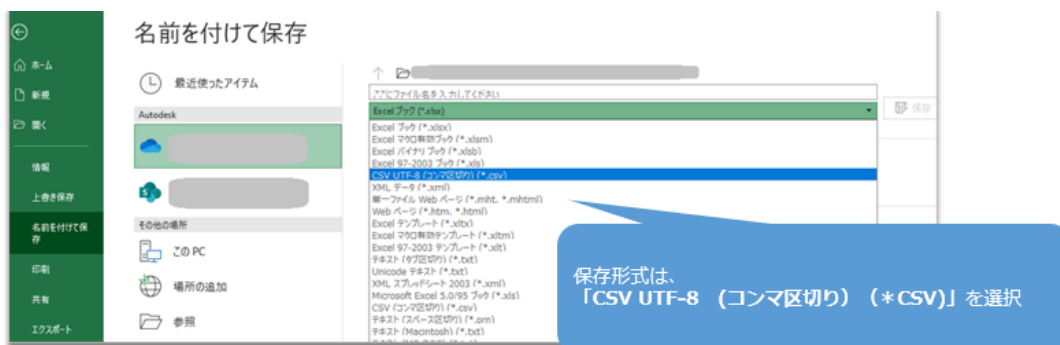 名前を付けて保存
ホーム
新規
開く
情報
上書き保存
名前を付けて保
存
印刷
共有
エクスポート
最近使ったアイテム
Autodesk
その他の場所
この PC
場所の追加
参照
ここにファイル名を入力してください
Excel ブック (*.xlsx)
保存
Excel ブック (*.xlsx)
Excel マクロ有効ブック (*.xlsm)
Excel バイナリ ブック (*.xlsb)
Excel 97-2003 ブック (*.xls)
CSV UTF-8 (コンマ区切り) (*.csv)
XML データ (*.xml)
単一ファイル Web ページ (*.mht, *.mhtml)
Web ページ (*.htm, *.html)
Excel テンプレート (*.xltx)
Excel マクロ有効テンプレート (*.xltm)
Excel 97-2003 テンプレート (*.xlt)
テキスト (タブ区切り) (*.txt)
Unicode テキスト (*.txt)
XML スプレッドシート 2003 (*.xml)
Microsoft Excel 5.0/95 ブック (*.xls)
CSV (コンマ区切り) (*.csv)
テキスト (スペース区切り) (*.prn)
テキスト (Macintosh) (*.txt)
保存形式は、
「CSV UTF-8 (コンマ区切り) (*CSV)」を選択